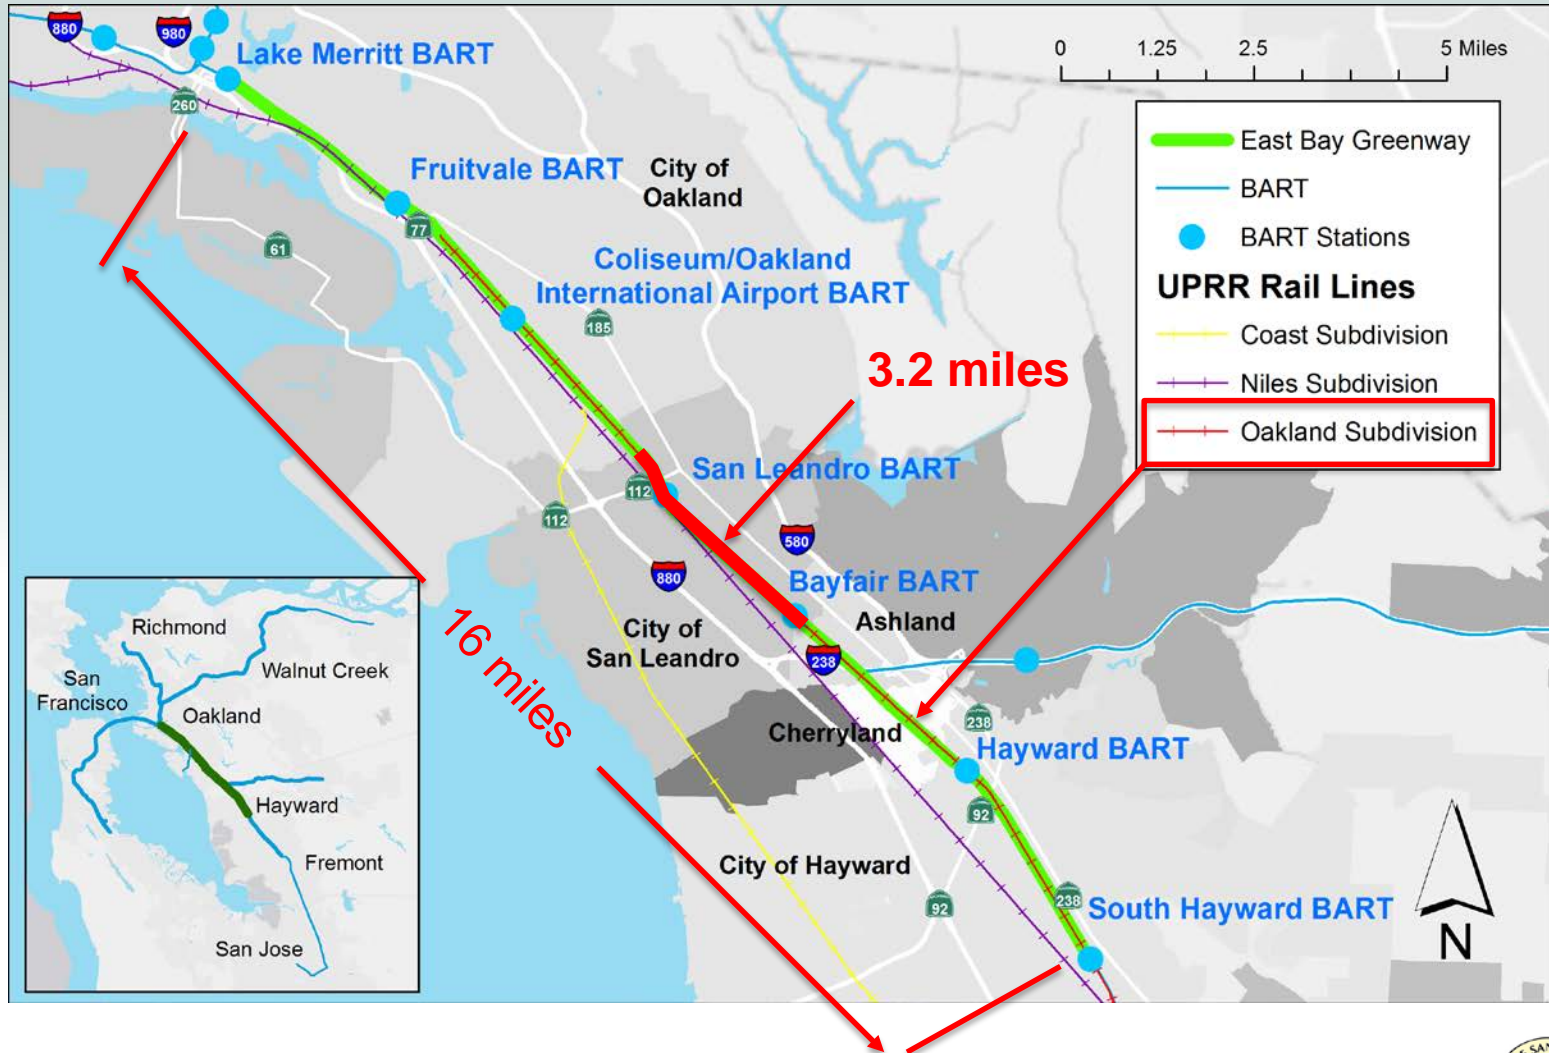 880
980
Lake Merritt BART
260
0 1.25 2.5 5 Miles
East Bay Greenway
BART
BART Stations
UPRR Rail Lines
Coast Subdivision
Niles Subdivision
Oakland Subdivision
Fruitvale BART
City of
Oakland
77
61
Coliseum/Oakland
International Airport BART
185
3.2 miles
San Leandro BART
112
112
580
880
Bayfair BART
Ashland
City of
San Leandro
238
16 miles
Cherryland
238
Hayward BART
92
City of Hayward
92
238
South Hayward BART
N
Richmond
Walnut Creek
San
Francisco
Oakland
Hayward
Fremont
San Jose